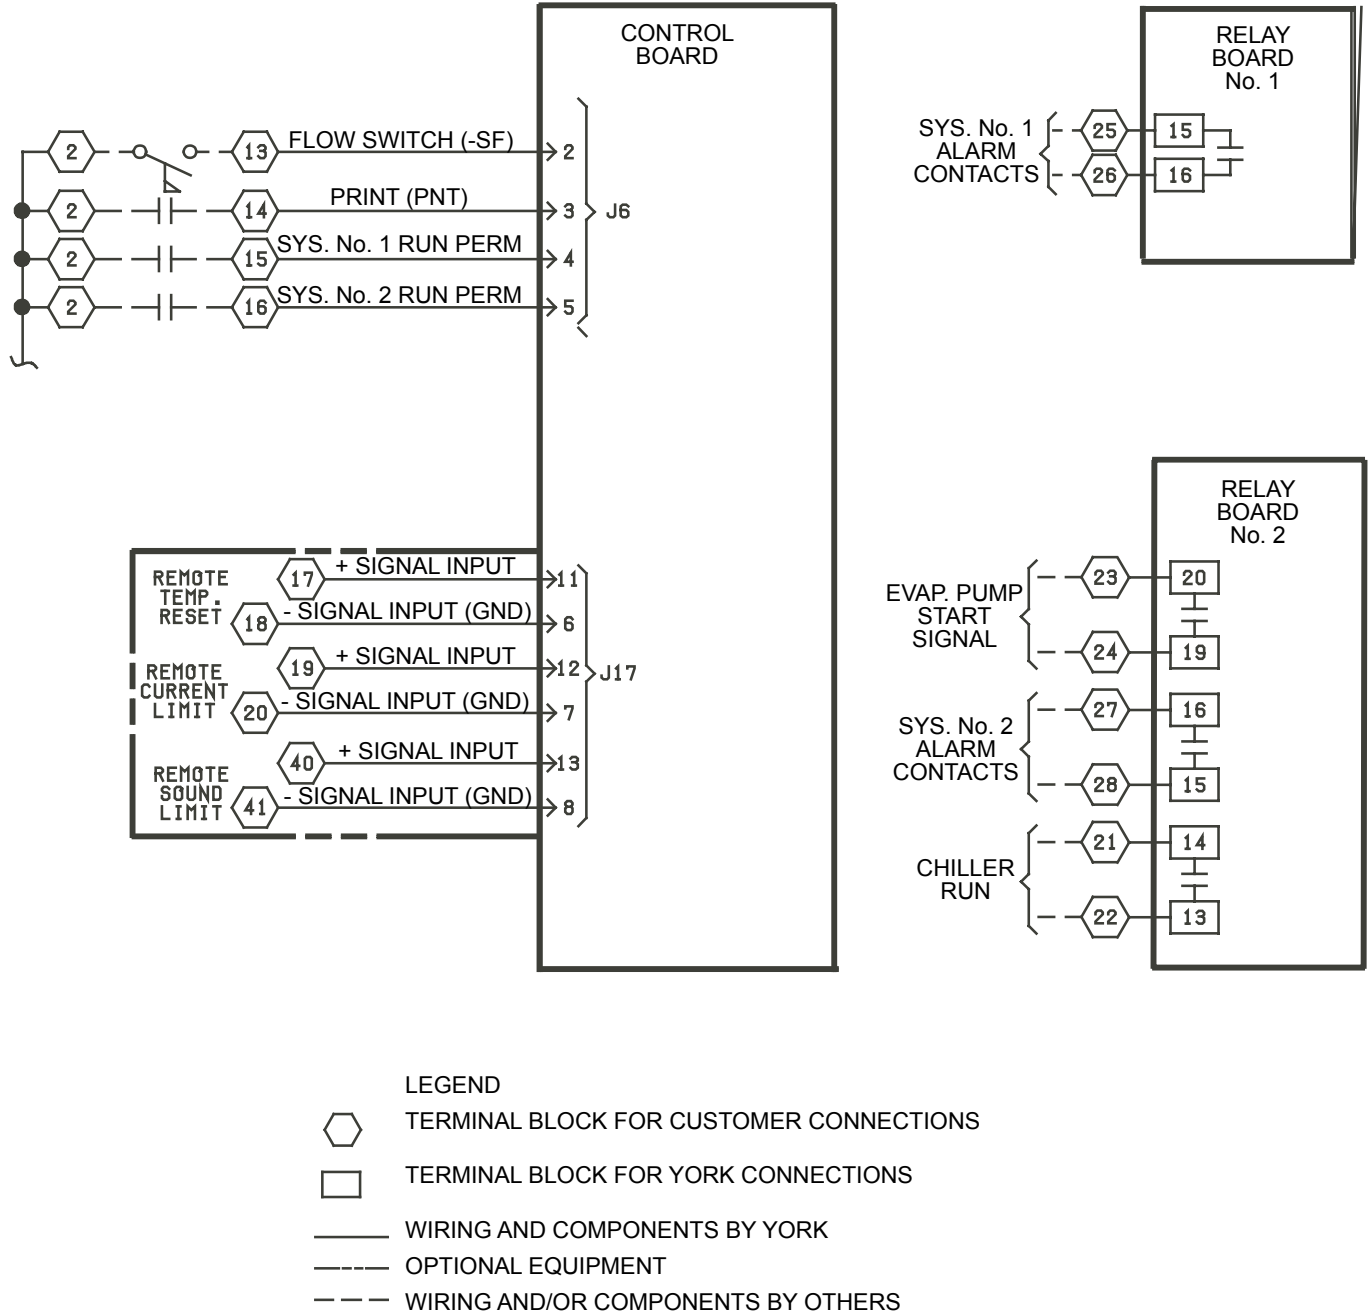 CONTROL
BOARD
2 13 FLOW SWITCH (-SF) 2
2 14 PRINT (PNT) 3
J6
2 15 SYS. No. 1 RUN PERM 4
2 16 SYS. No. 2 RUN PERM 5
RELAY
BOARD
No. 1
SYS. No. 1
ALARM
CONTACTS
25 15
26 16
REMOTE
TEMP.
RESET
17 + SIGNAL INPUT 11
18 - SIGNAL INPUT (GND) 6
REMOTE
CURRENT
LIMIT
19 + SIGNAL INPUT 12
J17
20 - SIGNAL INPUT (GND) 7
REMOTE
SOUND
LIMIT
40 + SIGNAL INPUT 13
41 - SIGNAL INPUT (GND) 8
RELAY
BOARD
No. 2
EVAP. PUMP
START
SIGNAL
23 20
24 19
SYS. No. 2
ALARM
CONTACTS
27 16
28 15
CHILLER
RUN
21 14
22 13
LEGEND
TERMINAL BLOCK FOR CUSTOMER CONNECTIONS
TERMINAL BLOCK FOR YORK CONNECTIONS
WIRING AND COMPONENTS BY YORK
OPTIONAL EQUIPMENT
WIRING AND/OR COMPONENTS BY OTHERS